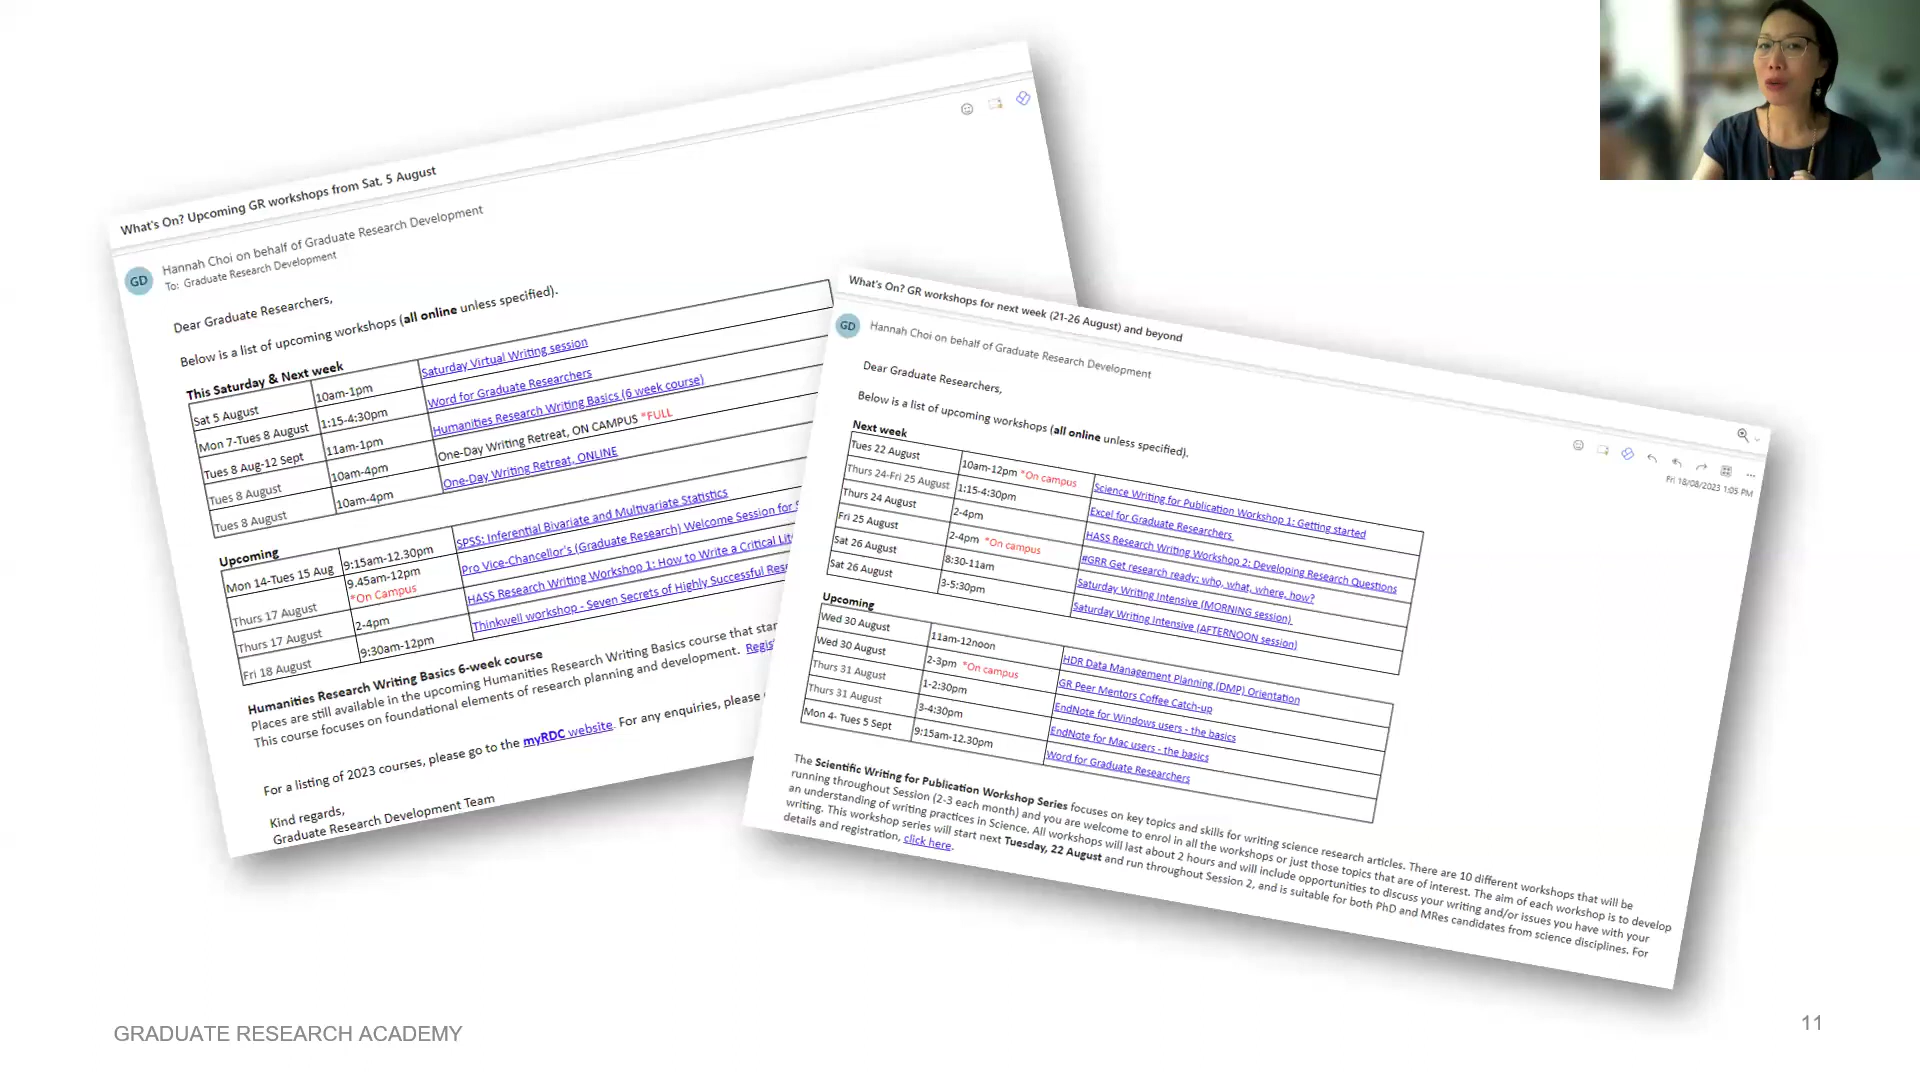 What's On? Upcoming GR workshops from Sat, 5 August
GD
Hannah Choi on behalf of Graduate Research Development
To: Graduate Research Development
Dear Graduate Researchers,
Below is a list of upcoming workshops (all online unless specified).
This Saturday & Next week
Sat 5 August 10am-1pm Saturday Virtual Writing session
Mon 7-Tues 8 August 1:15-4:30pm Word for Graduate Researchers
Tues 8 Aug-12 Sept 11am-1pm Humanities Research Writing Basics (6 week course)
Tues 8 August 10am-4pm One-Day Writing Retreat, ON CAMPUS *FULL
Tues 8 August 10am-4pm One-Day Writing Retreat, ONLINE
Upcoming
Mon 14-Tues 15 Aug 9:15am-12.30pm SPSS: Inferential Bivariate and Multivariate Statistics
Thurs 17 August 9.45am-12pm *On Campus Pro Vice-Chancellor's (Graduate Research) Welcome Session for
Thurs 17 August 2-4pm HASS Research Writing Workshop 1: How to Write a Critical
Fri 18 August 9:30am-12pm Thinkwell workshop - Seven Secrets of Highly Successful
Humanities Research Writing Basics 6-week course
Places are still available in the upcoming Humanities Research Writing Basics course that
This course focuses on foundational elements of research planning and development.
For a listing of 2023 courses, please go to the myRDC website. For any enquiries, please
Kind regards,
Graduate Research Development Team
What's On? GR workshops for next week (21-26 August) and beyond
GD
Hannah Choi on behalf of Graduate Research Development
Fri 18/08/2023 1:05 PM
Dear Graduate Researchers,
Below is a list of upcoming workshops (all online unless specified).
Next week
Tues 22 August 10am-12pm *On campus Science Writing for Publication Workshop 1: Getting started
Thurs 24-Fri 25 August 1:15-4:30pm Excel for Graduate Researchers
Thurs 24 August 2-4pm HASS Research Writing Workshop 2: Developing Research Questions
Fri 25 August 2-4pm *On campus #GRR Get research ready: who, what, where, how?
Sat 26 August 8:30-11am Saturday Writing Intensive (MORNING session)
Sat 26 August 3-5:30pm Saturday Writing Intensive (AFTERNOON session)
Upcoming
Wed 30 August 11am-12noon HDR Data Management Planning (DMP) Orientation
Wed 30 August 2-3pm *On campus GR Peer Mentors Coffee Catch-up
Thurs 31 August 1-2:30pm EndNote for Windows users - the basics
Thurs 31 August 3-4:30pm EndNote for Mac users - the basics
Mon 4- Tues 5 Sept 9:15am-12.30pm Word for Graduate Researchers
The Scientific Writing for Publication Workshop Series focuses on key topics and skills for writing science research articles. There are 10 different workshops that will be
running throughout Session (2-3 each month) and you are welcome to enrol in all the workshops or just those topics that are of interest. The aim of each workshop is to develop
an understanding of writing practices in Science. All workshops will last about 2 hours and will include opportunities to discuss your writing and/or issues you have with your
writing. This workshop series will start next Tuesday, 22 August and run throughout Session 2, and is suitable for both PhD and MRes candidates from science disciplines. For
details and registration, click here.
GRADUATE RESEARCH ACADEMY
11